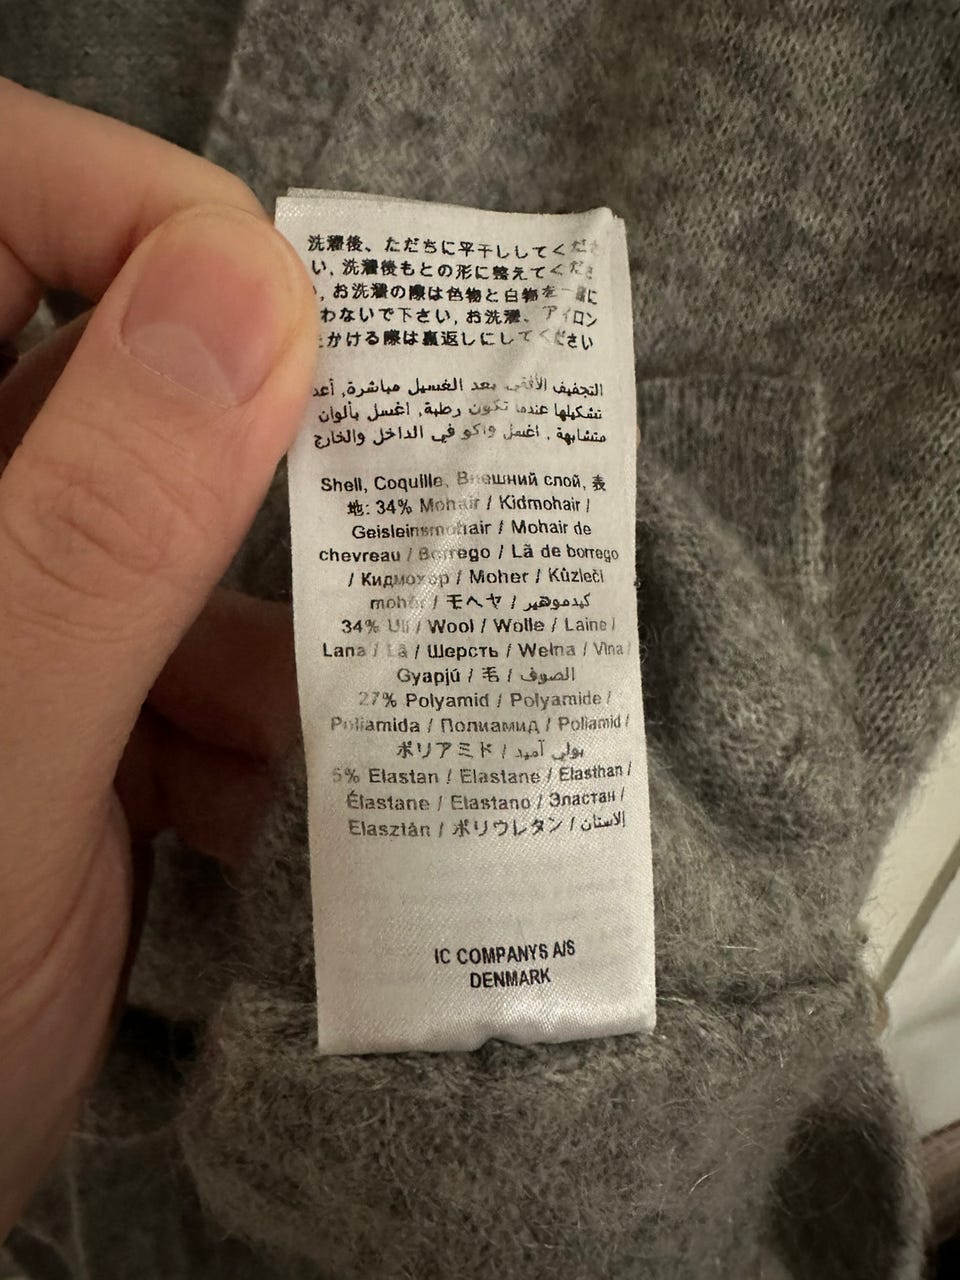 洗濯後、ただちに平干ししてくださ
い, 洗濯後もとの形に整えてくださ
, お洗濯の際は色物と白物を一緒に
わないで下さい, お洗濯、アイロン
かける際は裏返しにしてください
التجفيف الأفقي بعد الغسيل مباشرة, أعد
تشكيلها عندما تكون رطبة, اغسل بألوان
متشابهة , اغسل واكو في الداخل والخارج
Shell, Coquille, Внешний слой, 表
地: 34% Mohair / Kidmohair /
Geisleinsmohair / Mohair de
chevreau / Borrego / Lã de borrego
/ Кидмохэр / Moher / Kûzlečí
mohér / モヘヤ / كيدموهير
34% Ull / Wool / Wolle / Laine /
Lana / Lã / Шерсть / Wełna / Vlna /
Gyapjú / 毛 / الصوف
27% Polyamid / Polyamide /
Poliamida / Полиамид / Poliamid /
ポリアミド / بولي آميد
5% Elastan / Elastane / Elasthan /
Élastane / Elastano / Эластан /
Elasztán / ポリウレタン / الاستان
IC COMPANYS A/S
DENMARK